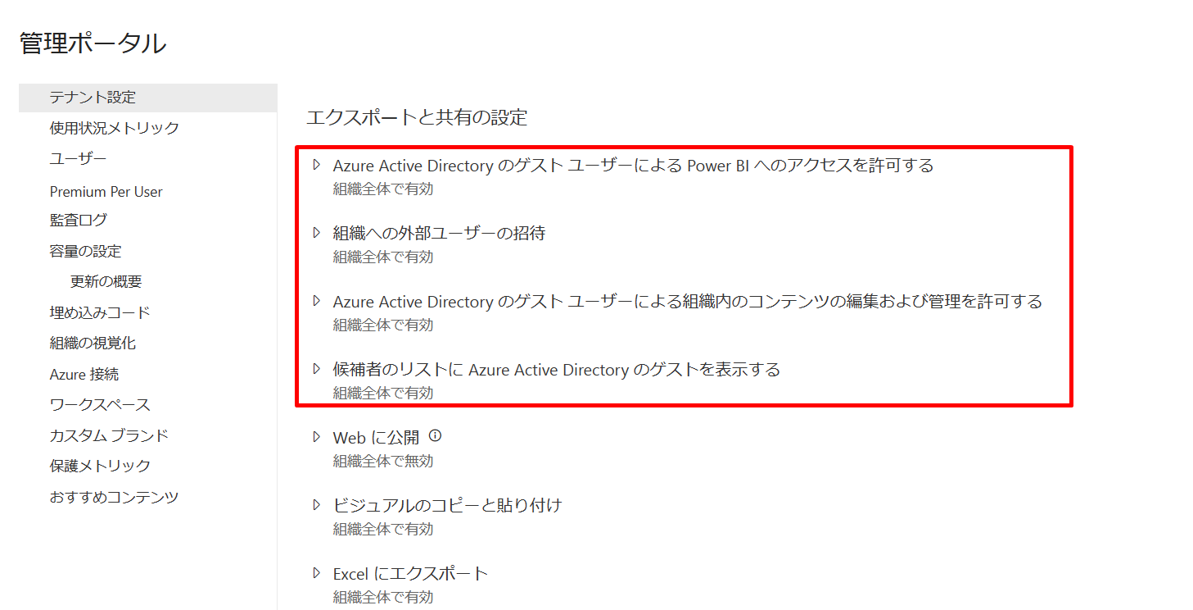 管理ポータル
テナント設定
使用状況メトリック
ユーザー
Premium Per User
監査ログ
容量の設定
更新の概要
埋め込みコード
組織の視覚化
Azure 接続
ワークスペース
カスタム ブランド
保護メトリック
おすすめコンテンツ
エクスポートと共有の設定
Azure Active Directory のゲスト ユーザーによる Power BI へのアクセスを許可する
組織全体で有効
組織への外部ユーザーの招待
組織全体で有効
Azure Active Directory のゲスト ユーザーによる組織内のコンテンツの編集および管理を許可する
組織全体で有効
候補者のリストに Azure Active Directory のゲストを表示する
組織全体で有効
Web に公開
組織全体で無効
ビジュアルのコピーと貼り付け
組織全体で有効
Excel にエクスポート
組織全体で有効